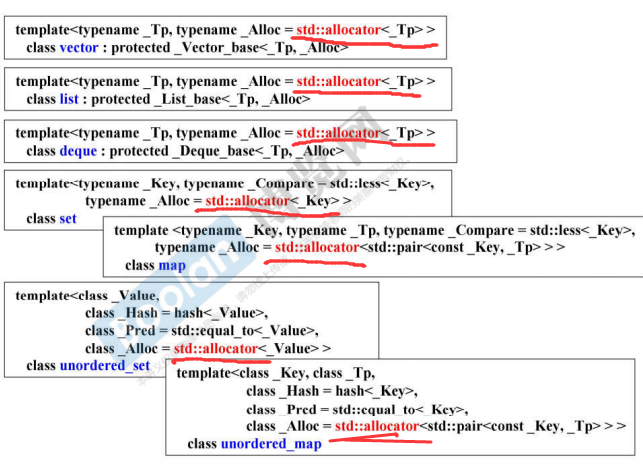 template<typename _Tp, typename _Alloc = std::allocator<_Tp> >
class vector : protected _Vector_base<_Tp, _Alloc>
template<typename _Tp, typename _Alloc = std::allocator<_Tp> >
class list : protected _List_base<_Tp, _Alloc>
template<typename _Tp, typename _Alloc = std::allocator<_Tp> >
class deque : protected _Deque_base<_Tp, _Alloc>
template<typename _Key, typename _Compare = std::less<_Key>,
typename _Alloc = std::allocator<_Key> >
class set
template <typename _Key, typename _Tp, typename _Compare = std::less<_Key>,
typename _Alloc = std::allocator<std::pair<const _Key, _Tp> > >
class map
template<class _Value,
class _Hash = hash<_Value>,
class _Pred = std::equal_to<_Value>,
class _Alloc = std::allocator<_Value> >
class unordered_set
template<class _Key, class _Tp,
class _Hash = hash<_Key>,
class _Pred = std::equal_to<_Key>,
class _Alloc = std::allocator<std::pair<const _Key, _Tp> > >
class unordered_map
Boolan
博览网